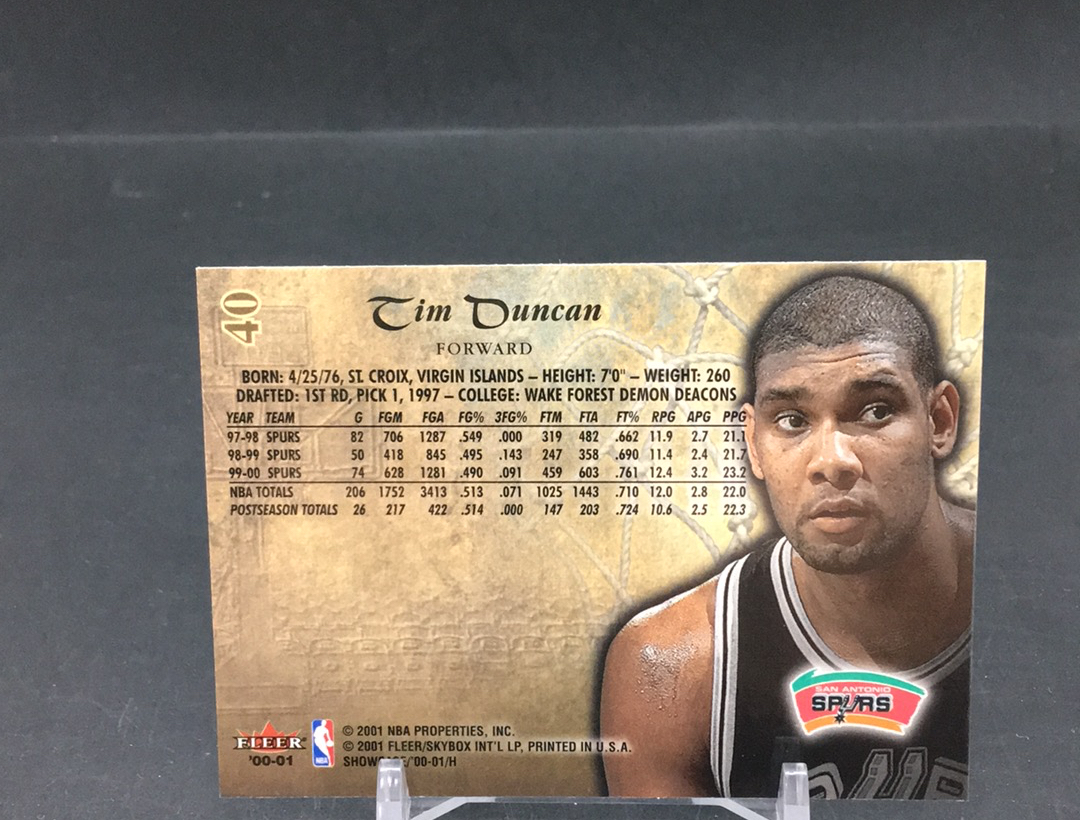 40
Tim Duncan
FORWARD
BORN: 4/25/76, ST. CROIX, VIRGIN ISLANDS – HEIGHT: 7'0" – WEIGHT: 260
DRAFTED: 1ST RD, PICK 1, 1997 – COLLEGE: WAKE FOREST DEMON DEACONS
YEAR TEAM G FGM FGA FG% 3FG% FTM FTA FT% RPG APG PPG
97-98 SPURS 82 706 1287 .549 .000 319 482 .662 11.9 2.7 21.1
98-99 SPURS 50 418 845 .495 .143 247 358 .690 11.4 2.4 21.7
99-00 SPURS 74 628 1281 .490 .091 459 603 .761 12.4 3.2 23.2
NBA TOTALS 206 1752 3413 .513 .071 1025 1443 .710 12.0 2.8 22.0
POSTSEASON TOTALS 26 217 422 .514 .000 147 203 .724 10.6 2.5 22.3
SAN ANTONIO
SPURS
FLEER
'00-01
NBA
© 2001 NBA PROPERTIES, INC.
© 2001 FLEER/SKYBOX INT'L LP, PRINTED IN U.S.A.
SHOWCASE/'00-01/H